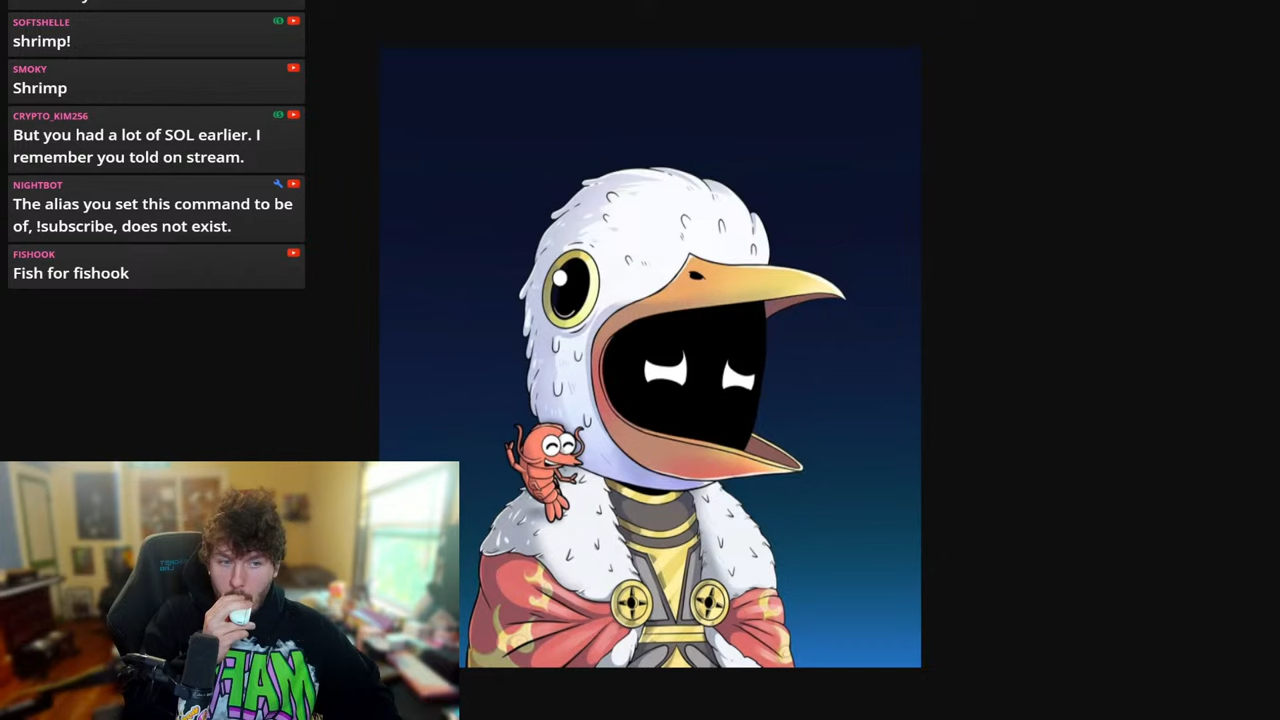 SOFTSHELLE
shrimp!
SMOKY
Shrimp
CRYPTO_KIM256
But you had a lot of SOL earlier. I
remember you told on stream.
NIGHTBOT
The alias you set this command to be
of, !subscribe, does not exist.
FISHOOK
Fish for fishook